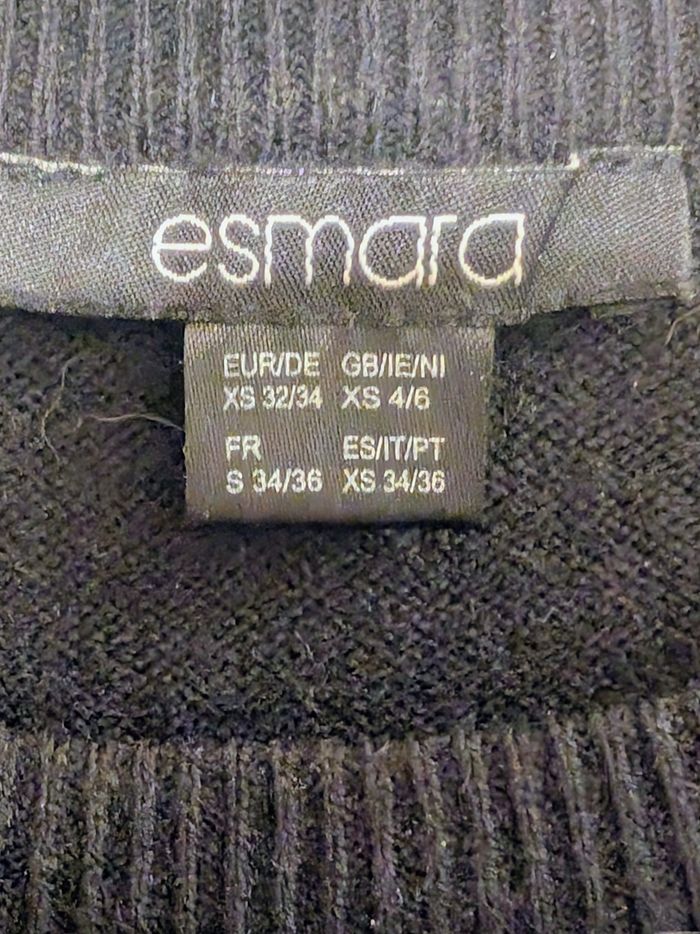 esmara
EUR/DE GB/IE/NI
XS 32/34 XS 4/6
FR ES/IT/PT
S 34/36 XS 34/36